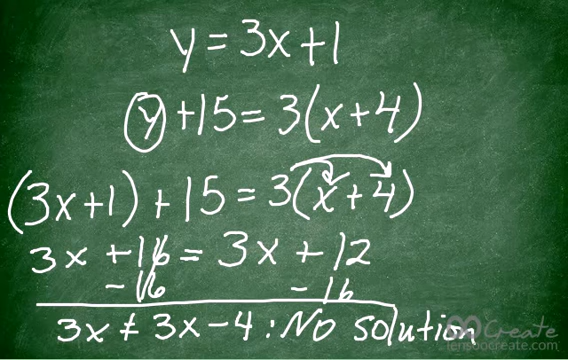 y = 3x + 1
y + 15 = 3(x + 4)
(3x + 1) + 15 = 3(x + 4)
3x + 16 = 3x + 12
- 16 - 16
3x ≠ 3x - 4 : No solution
Create
lensoocreate.com